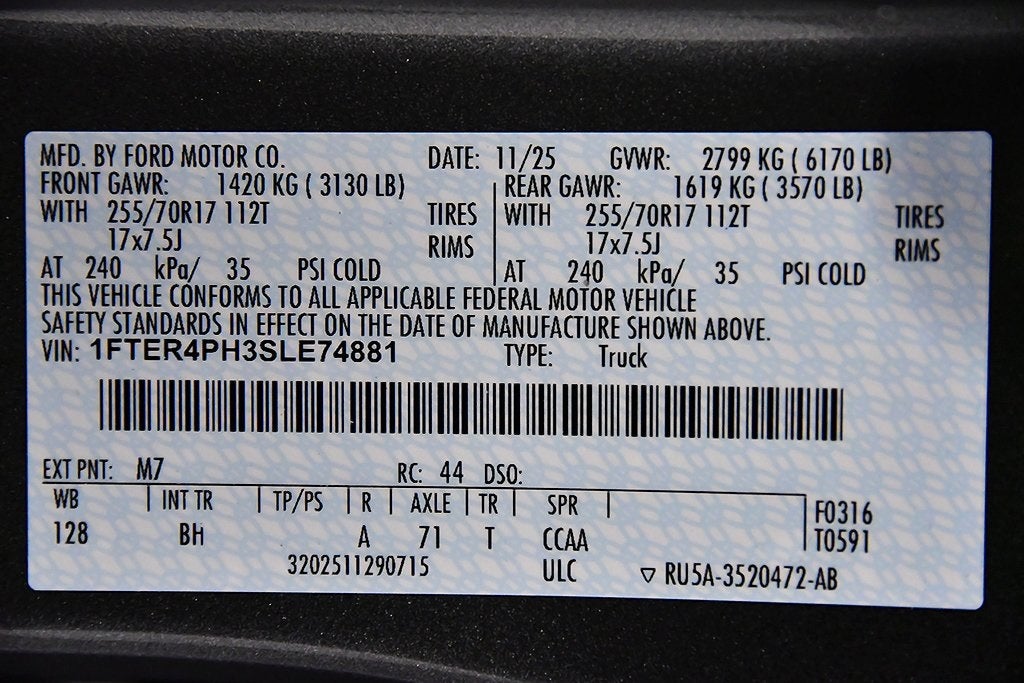 MFD. BY FORD MOTOR CO. DATE: 11/25 GVWR: 2799 KG ( 6170 LB)
FRONT GAWR: 1420 KG ( 3130 LB) REAR GAWR: 1619 KG ( 3570 LB)
WITH 255/70R17 112T TIRES WITH 255/70R17 112T TIRES
17x7.5J RIMS 17x7.5J RIMS
AT 240 kPa/ 35 PSI COLD AT 240 kPa/ 35 PSI COLD
THIS VEHICLE CONFORMS TO ALL APPLICABLE FEDERAL MOTOR VEHICLE
SAFETY STANDARDS IN EFFECT ON THE DATE OF MANUFACTURE SHOWN ABOVE.
VIN: 1FTER4PH3SLE74881 TYPE: Truck
EXT PNT: M7 RC: 44 DSO:
WB INT TR TP/PS R AXLE TR SPR F0316
128 BH A 71 T CCAA T0591
3202511290715 ULC ▽ RU5A-3520472-AB